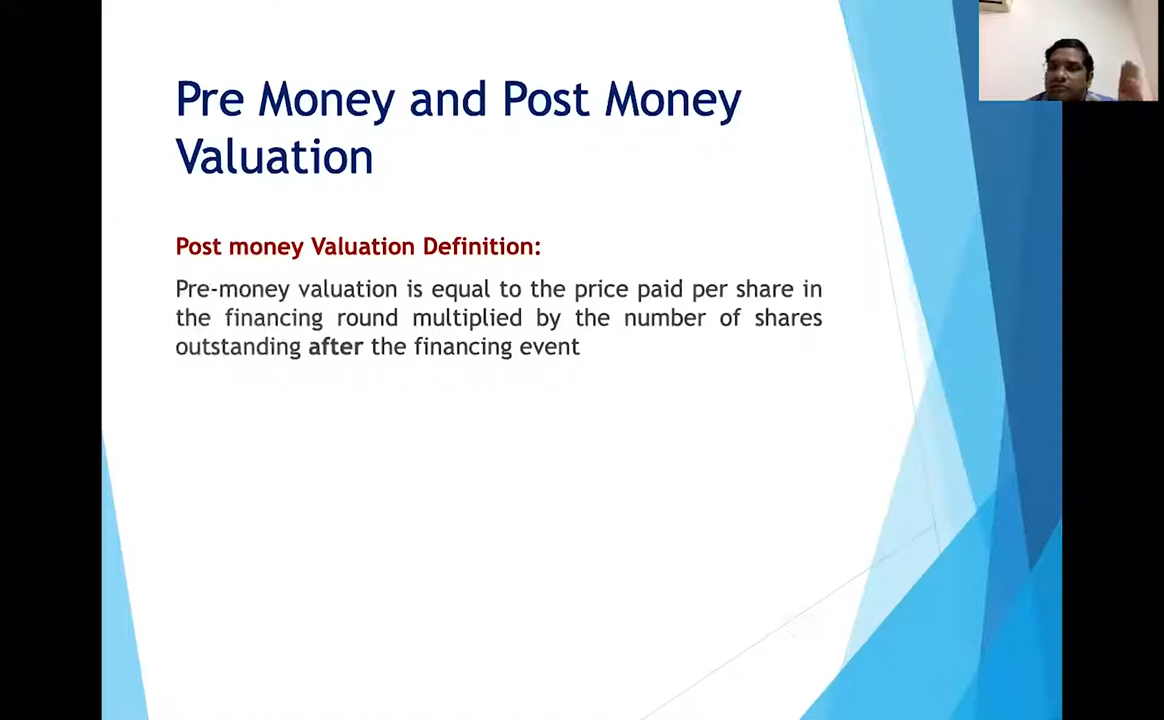 Pre Money and Post Money
Valuation
Post money Valuation Definition:
Pre-money valuation is equal to the price paid per share in
the financing round multiplied by the number of shares
outstanding after the financing event